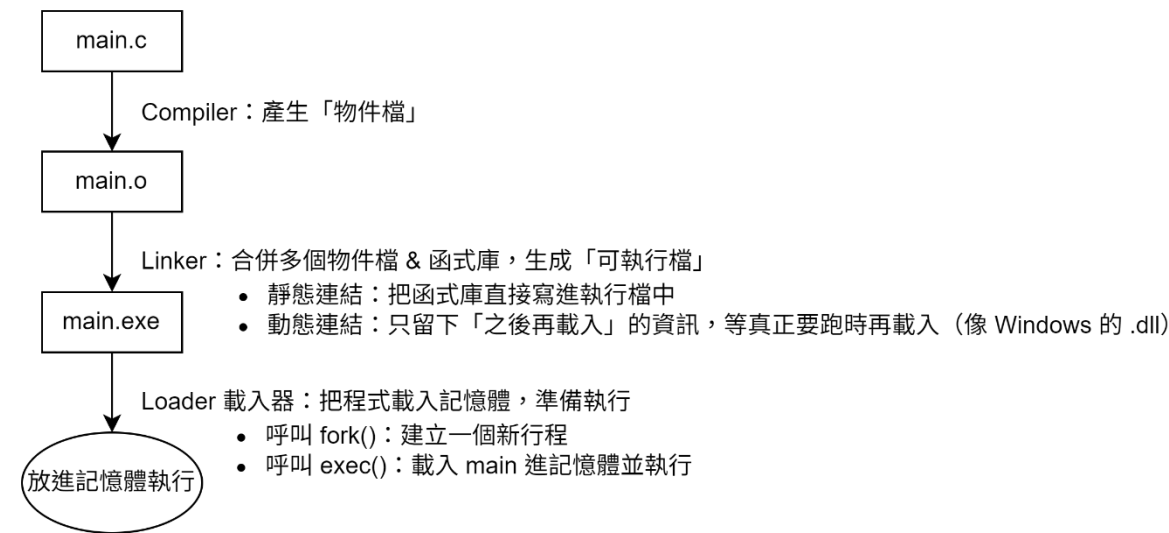 main.c
Compiler：產生「物件檔」
main.o
Linker：合併多個物件檔 & 函式庫，生成「可執行檔」
• 靜態連結：把函式庫直接寫進執行檔中
• 動態連結：只留下「之後再載入」的資訊，等真正要跑時再載入（像 Windows 的 .dll）
main.exe
Loader 載入器：把程式載入記憶體，準備執行
• 呼叫 fork()：建立一個新行程
• 呼叫 exec()：載入 main 進記憶體並執行
放進記憶體執行